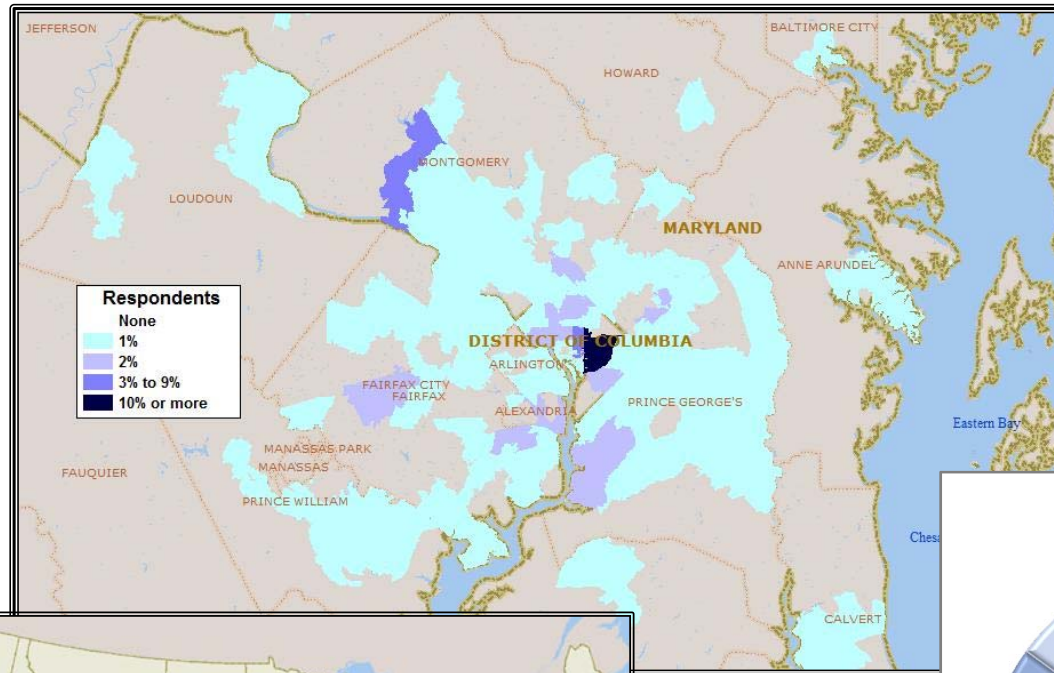 JEFFERSON
BALTIMORE CITY
HOWARD
MONTGOMERY
LOUDOUN
MARYLAND
ANNE ARUNDEL
Respondents
None
1%
2%
3% to 9%
10% or more
DISTRICT OF COLUMBIA
ARLINGTON
FAIRFAX CITY
FAIRFAX
ALEXANDRIA
PRINCE GEORGE'S
Eastern Bay
MANASSAS PARK
MANASSAS
FAUQUIER
PRINCE WILLIAM
CALVERT